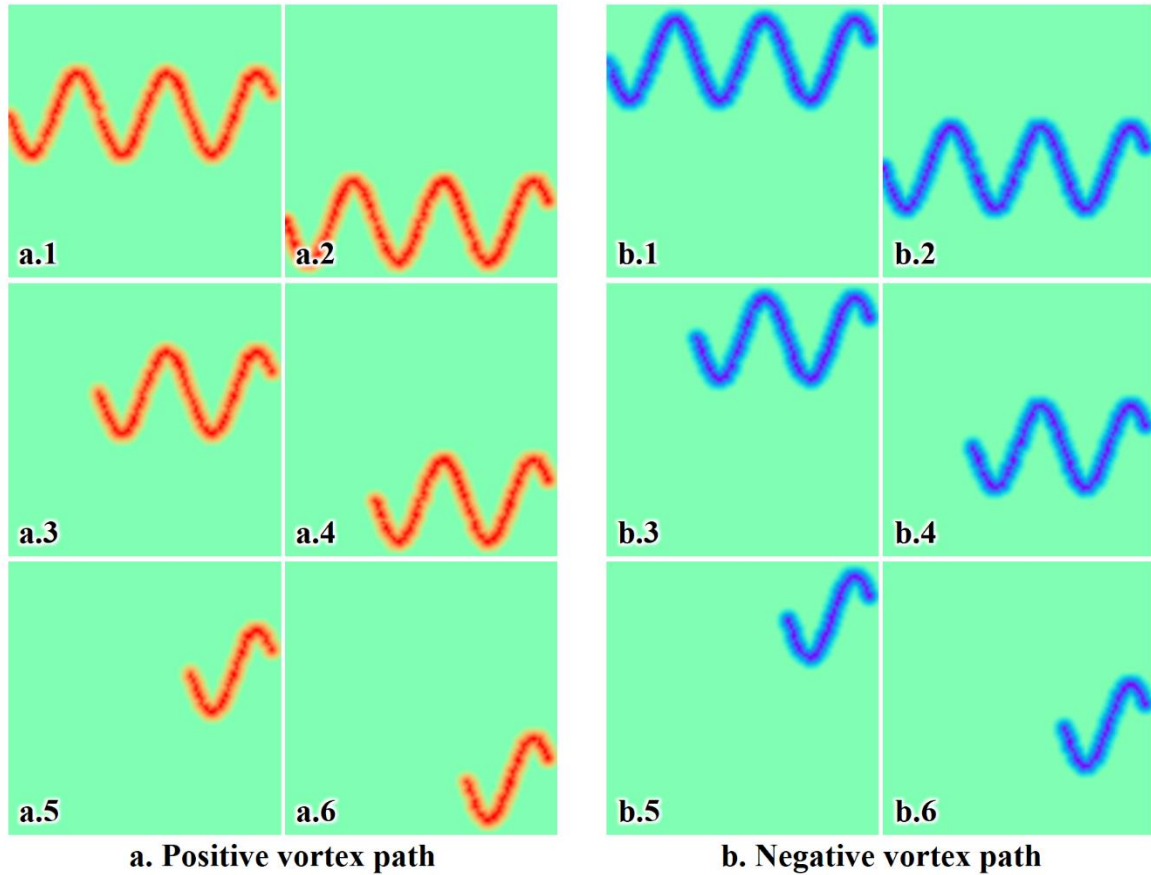 a.1
a.2
b.1
b.2
a.3
a.4
b.3
b.4
a.5
a.6
b.5
b.6
a. Positive vortex path
b. Negative vortex path